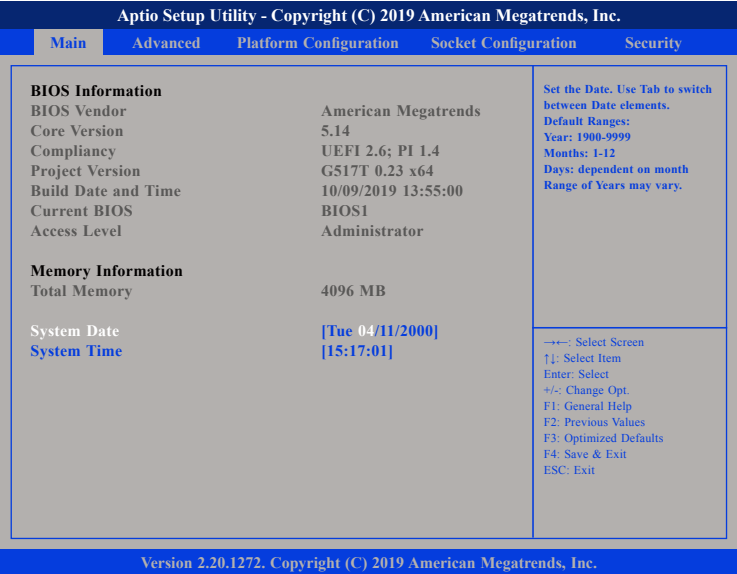 Aptio Setup Utility - Copyright (C) 2019 American Megatrends, Inc.
Main Advanced Platform Configuration Socket Configuration Security
BIOS Information
BIOS Vendor American Megatrends
Core Version 5.14
Compliancy UEFI 2.6; PI 1.4
Project Version G517T 0.23 x64
Build Date and Time 10/09/2019 13:55:00
Current BIOS BIOS1
Access Level Administrator
Memory Information
Total Memory 4096 MB
System Date [Tue 04/11/2000]
System Time [15:17:01]
Set the Date. Use Tab to switch
between Date elements.
Default Ranges:
Year: 1900-9999
Months: 1-12
Days: dependent on month
Range of Years may vary.
→←: Select Screen
↑↓: Select Item
Enter: Select
+/-: Change Opt.
F1: General Help
F2: Previous Values
F3: Optimized Defaults
F4: Save & Exit
ESC: Exit
Version 2.20.1272. Copyright (C) 2019 American Megatrends, Inc.